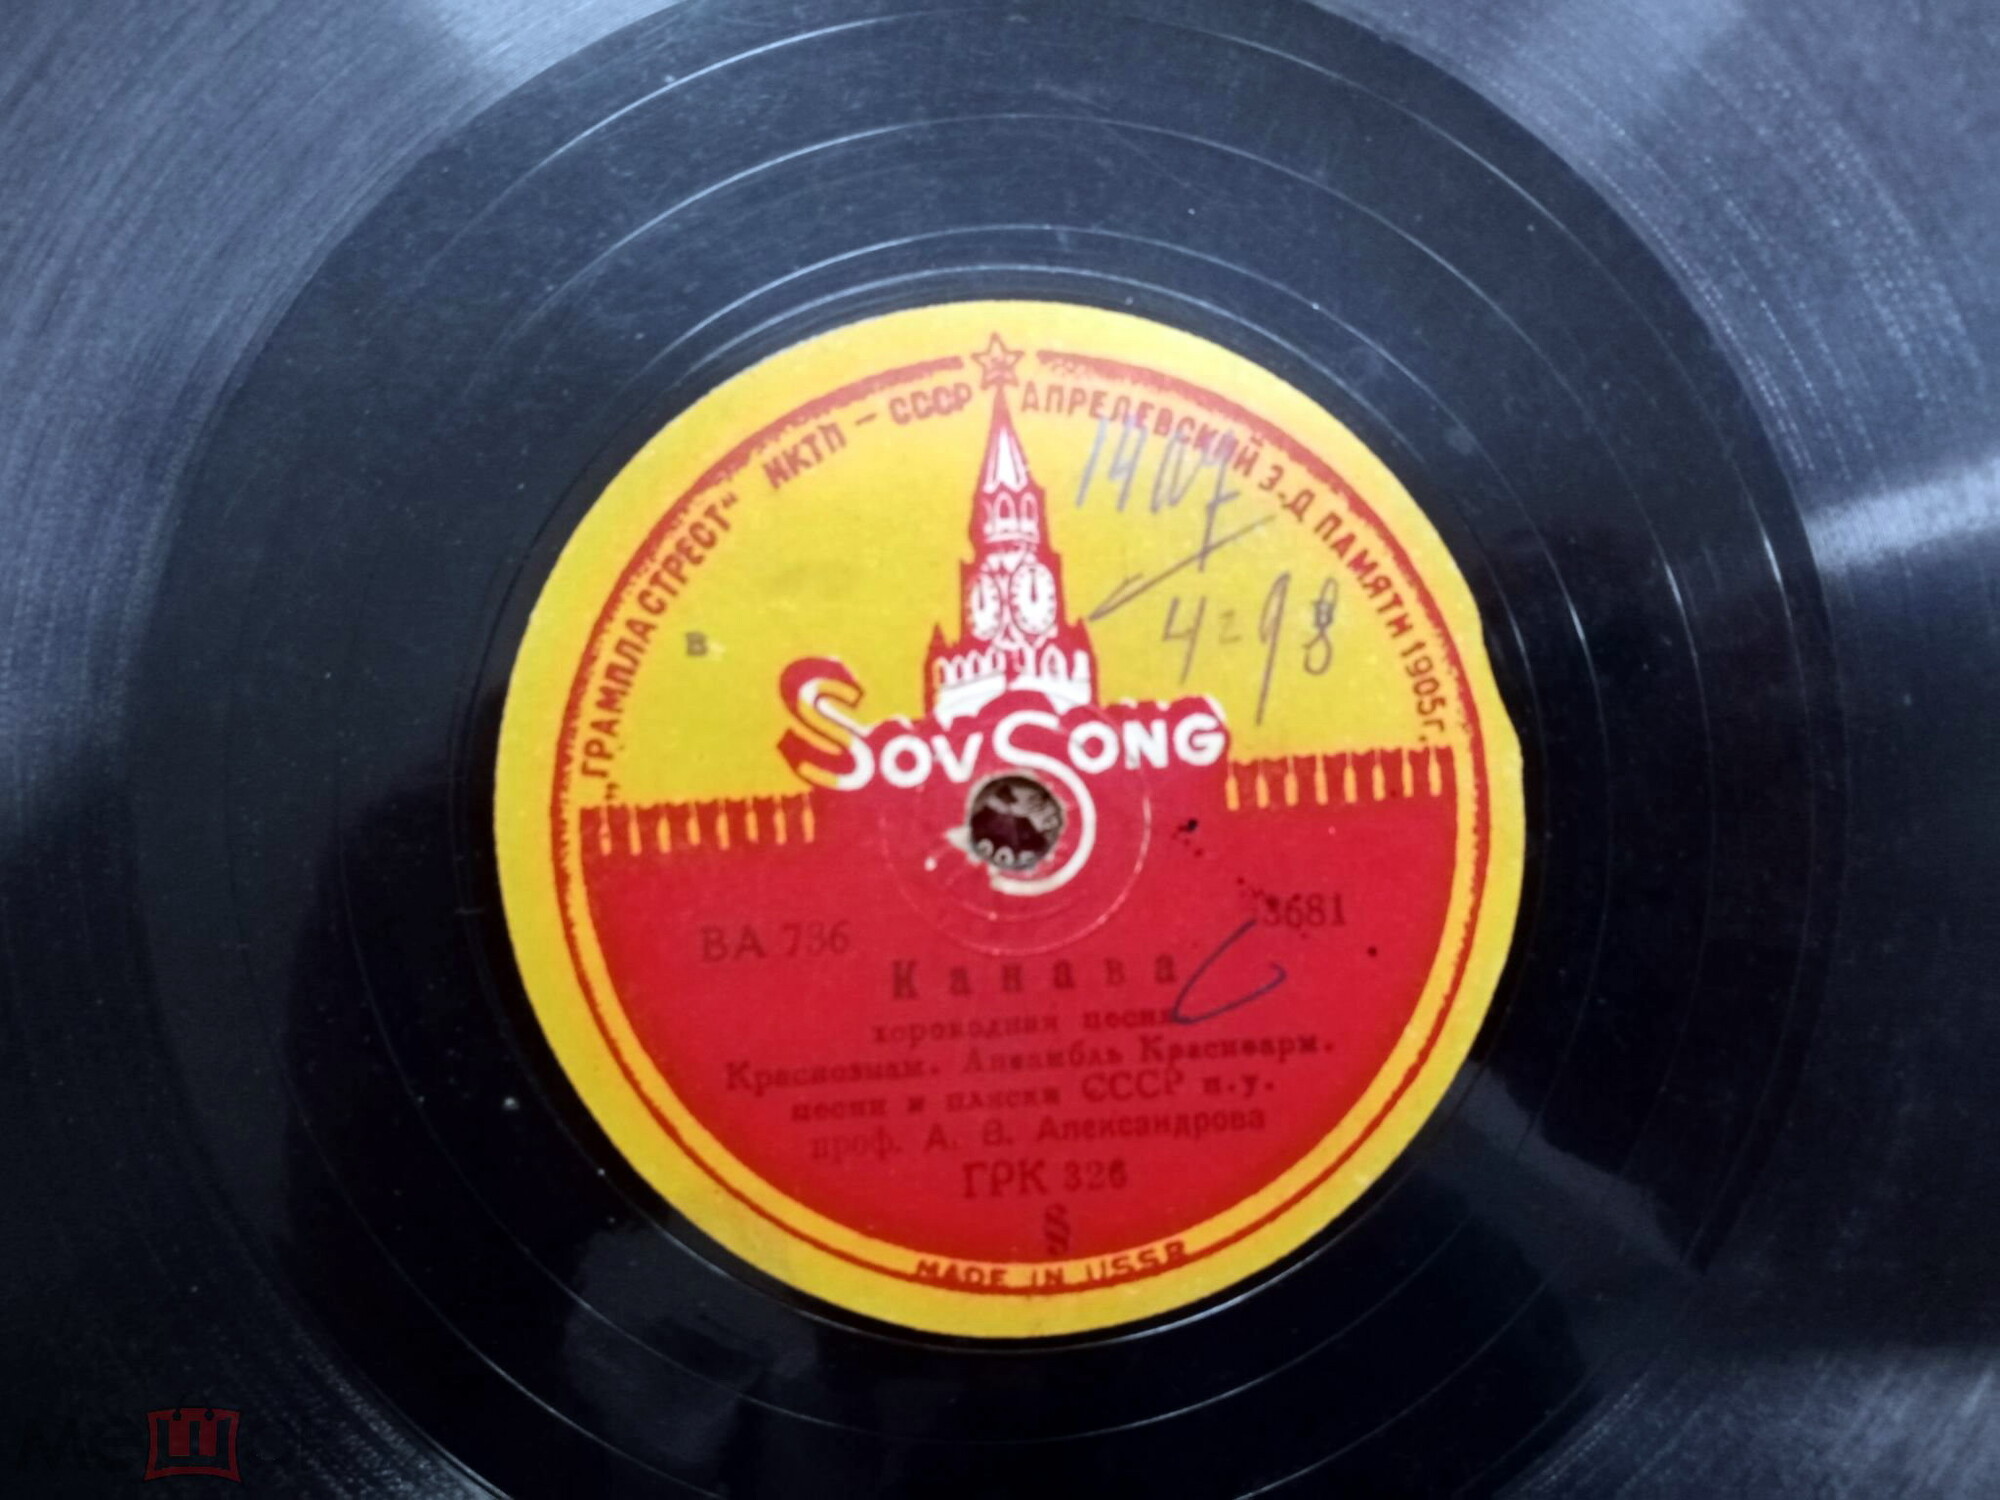 „ГРАМПЛАСТРЕСТ“ НКТП – СССР АПРЕЛЕВСКИЙ З-Д ПАМЯТИ 1905 г.
14107
4=98
В
SovSong
ВА 736 3681
Канава
хороводная песня
Краснознам. Ансамбль Красноарм.
песни и пляски СССР п.у.
проф. А. В. Александрова
ГРК 326
MADE IN USSR